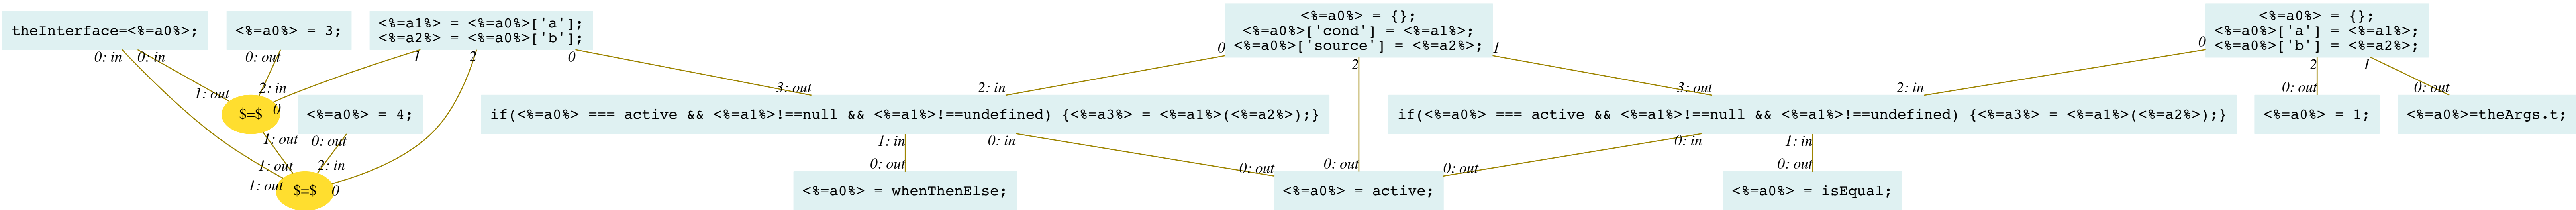 theInterface=<%=a0%>;
<%=a0%> = 3;
<%=a1%> = <%=a0%>['a'];
<%=a2%> = <%=a0%>['b'];
<%=a0%> = {};
<%=a0%>['cond'] = <%=a1%>;
<%=a0%>['source'] = <%=a2%>;
<%=a0%> = {};
<%=a0%>['a'] = <%=a1%>;
<%=a0%>['b'] = <%=a2%>;
0: in
0: in
0: out
1
2
0
0
2
1
0
2
1
1: out
2: in
0
3: out
2: in
3: out
2: in
0: out
0: out
$=$
<%=a0%> = 4;
if(<%=a0%> === active && <%=a1%>!==null && <%=a1%>!==undefined) {<%=a3%> = <%=a1%>(<%=a2%>);}
if(<%=a0%> === active && <%=a1%>!==null && <%=a1%>!==undefined) {<%=a3%> = <%=a1%>(<%=a2%>);}
<%=a0%> = 1;
<%=a0%>=theArgs.t;
1: out
0: out
1: in
0: in
0: in
1: in
1: out
2: in
0: out
0: out
0: out
0: out
0: out
1: out
$=$
0
<%=a0%> = whenThenElse;
<%=a0%> = active;
<%=a0%> = isEqual;